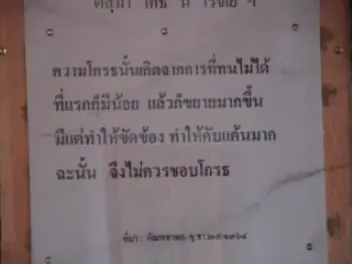 ความโกรธนั้นเกิดจากการที่ทนไม่ได้
ที่แรกก็มีน้อย แล้วก็ขยายมากขึ้น
มีแต่ทำให้ขัดข้อง ทำให้คับแค้นมาก
ฉะนั้น จึงไม่ควรชอบโกรธ
ที่มา :